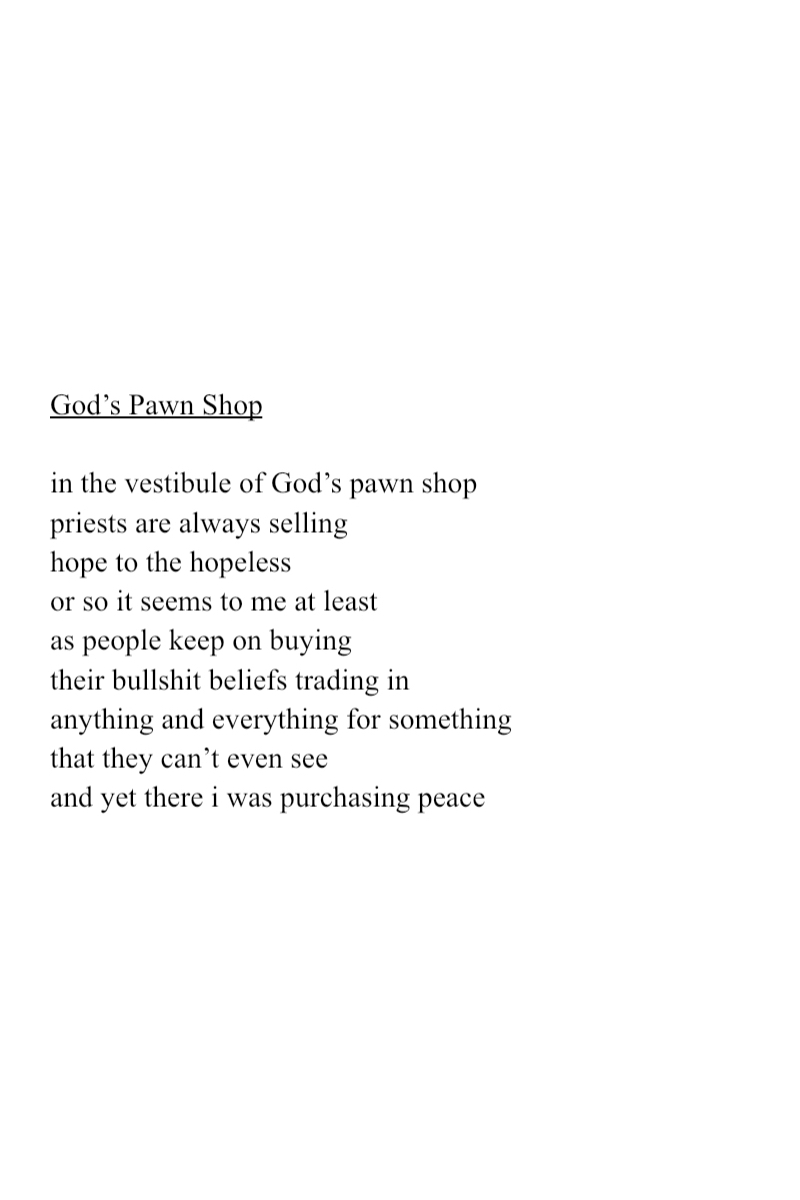 God’s Pawn Shop
in the vestibule of God’s pawn shop
priests are always selling
hope to the hopeless
or so it seems to me at least
as people keep on buying
their bullshit beliefs trading in
anything and everything for something
that they can’t even see
and yet there i was purchasing peace